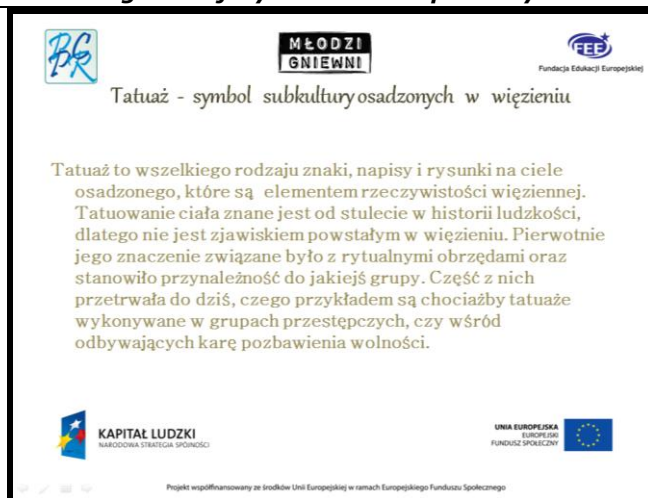 BCR
MŁODZI
GNIEWNI
FEE
Fundacja Edukacji Europejskiej
Tatuaż - symbol subkultury osadzonych w więzieniu
Tatuaż to wszelkiego rodzaju znaki, napisy i rysunki na ciele
osadzonego, które są elementem rzeczywistości więziennej.
Tatuowanie ciała znane jest od stulecie w historii ludzkości,
dlatego nie jest zjawiskiem powstałym w więzieniu. Pierwotnie
jego znaczenie związane było z rytualnymi obrzędami oraz
stanowiło przynależność do jakiejś grupy. Część z nich
przetrwała do dziś, czego przykładem są chociażby tatuaże
wykonywane w grupach przestępczych, czy wśród
odbywających karę pozbawienia wolności.
KAPITAŁ LUDZKI
NARODOWA STRATEGIA SPÓJNOŚCI
UNIA EUROPEJSKA
EUROPEJSKI
FUNDUSZ SPOŁECZNY
Projekt współfinansowany ze środków Unii Europejskiej w ramach Europejskiego Funduszu Społecznego